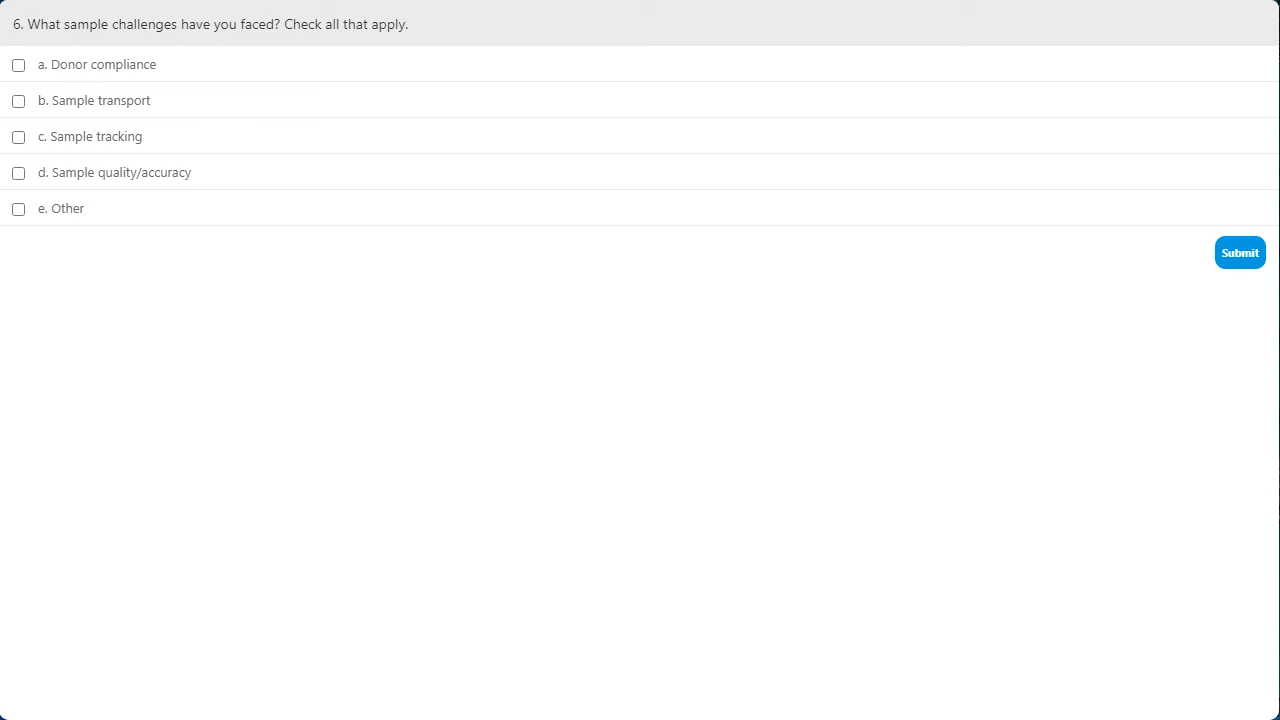 6. What sample challenges have you faced? Check all that apply.
a. Donor compliance
b. Sample transport
c. Sample tracking
d. Sample quality/accuracy
e. Other
Submit